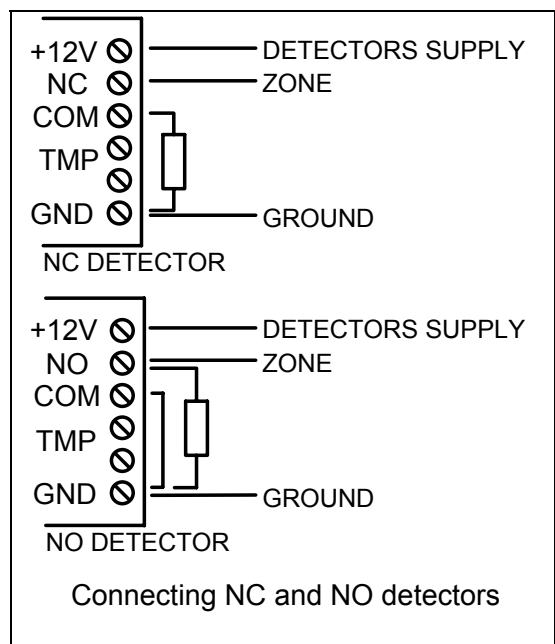 +12V DETECTORS SUPPLY
NC ZONE
COM
TMP
GND GROUND
NC DETECTOR
+12V DETECTORS SUPPLY
NO ZONE
COM
TMP
GND GROUND
NO DETECTOR
Connecting NC and NO detectors